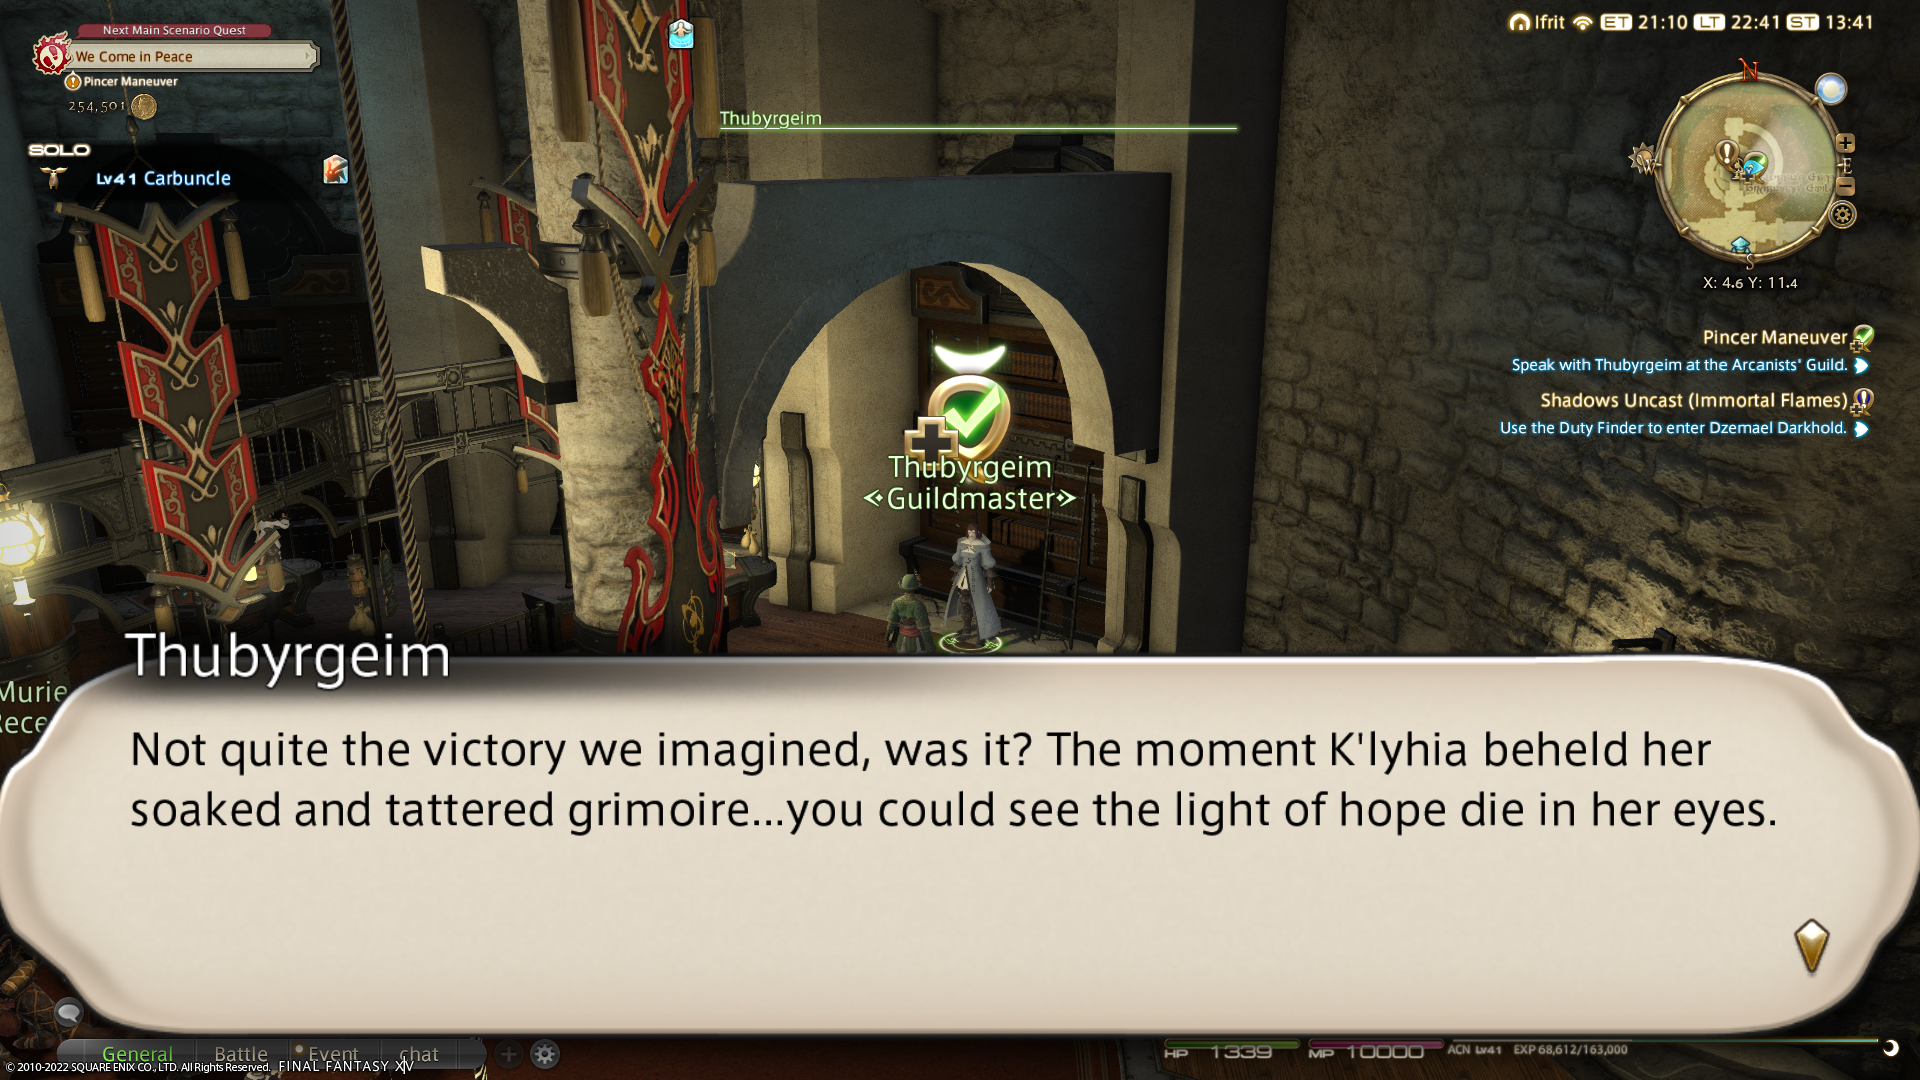 Next Main Scenario Quest
We Come in Peace
Pincer Maneuver
254,501
SOLO
Lv41 Carbuncle
Thubyrgeim
Ifrit ET 21:10 LT 22:41 ST 13:41
N
W
E
S
X: 4.6 Y: 11.4
Pincer Maneuver
Speak with Thubyrgeim at the Arcanists' Guild.
Shadows Uncast (Immortal Flames)
Use the Duty Finder to enter Dzemael Darkhold.
Thubyrgeim
Guildmaster
Murie
Rece
Thubyrgeim
Not quite the victory we imagined, was it? The moment K'lyhia beheld her
soaked and tattered grimoire...you could see the light of hope die in her eyes.
General Battle Event chat
HP 1339 MP 10000 ACN Lv41 EXP 68,612/163,000
© 2010-2022 SQUARE ENIX CO., LTD. All Rights Reserved. FINAL FANTASY XIV